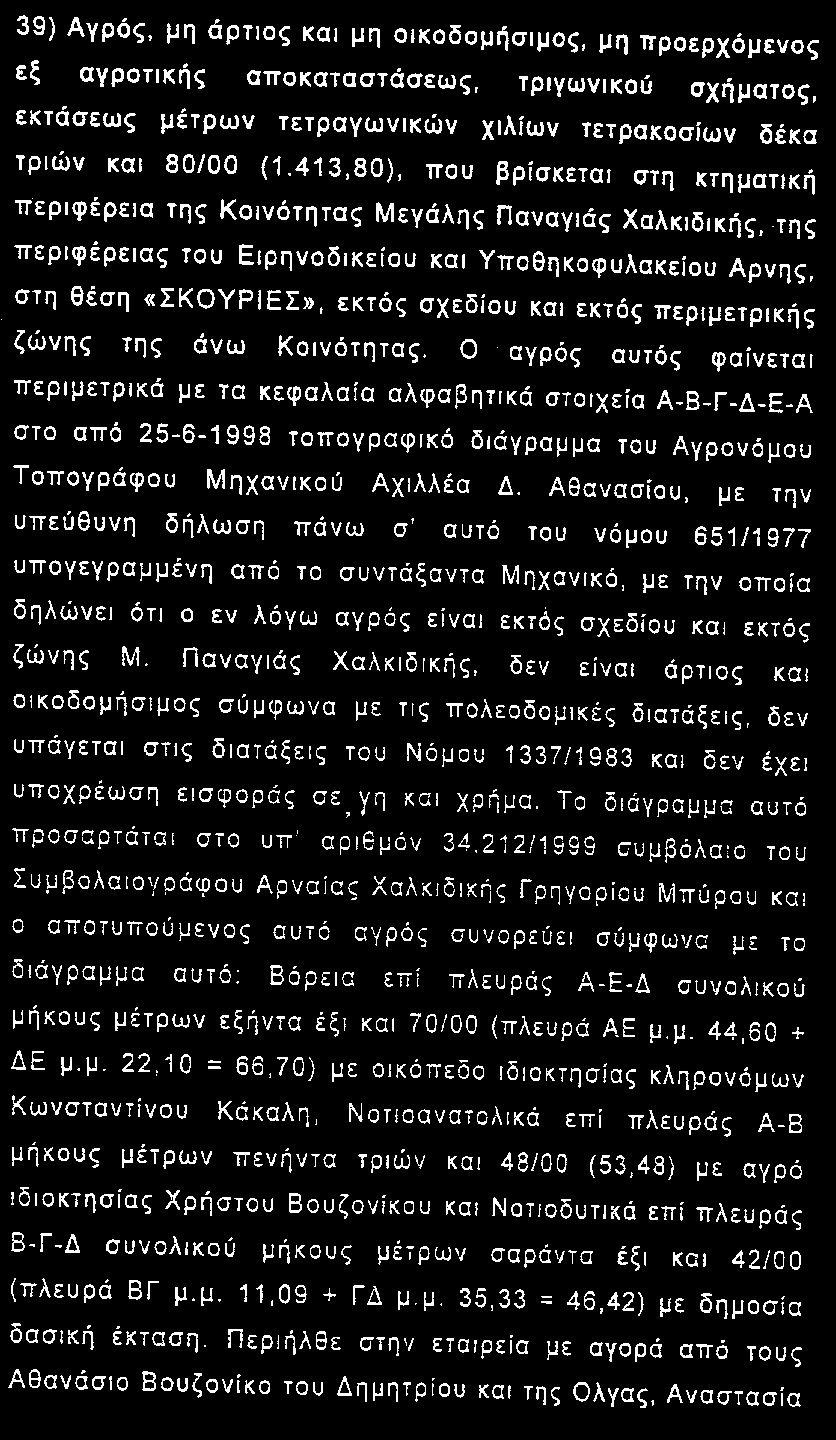 39) Αγρός, μη άρτιος και μη οικοδομήσιμος, μη προερχόμενος
εξ αγροτικής αποκαταστάσεως, τριγωνικού σχήματος,
εκτάσεως μέτρων τετραγωνικών χιλίων τετρακοσίων δέκα
τριών και 80/00 (1.413,80), που βρίσκεται στη κτηματική
περιφέρεια της Κοινότητας Μεγάλης Παναγιάς Χαλκιδικής, της
περιφέρειας του Ειρηνοδικείου και Υποθηκοφυλακείου Αρνης,
στη θέση «ΣΚΟΥΡΙΕΣ», εκτός σχεδίου και εκτός περιμετρικής
ζώνης της άνω Κοινότητας. Ο αγρός αυτός φαίνεται
περιμετρικά με τα κεφαλαία αλφαβητικά στοιχεία Α-Β-Γ-Δ-Ε-Α
στο από 25-6-1998 τοπογραφικό διάγραμμα του Αγρονόμου
Τοπογράφου Μηχανικού Αχιλλέα Δ. Αθανασίου, με την
υπεύθυνη δήλωση πάνω σ' αυτό του νόμου 651/1977
υπογεγραμμένη από το συντάξαντα Μηχανικό, με την οποία
δηλώνει ότι ο εν λόγω αγρός είναι εκτός σχεδίου και εκτός
ζώνης Μ. Παναγιάς Χαλκιδικής, δεν είναι άρτιος και
οικοδομήσιμος σύμφωνα με τις πολεοδομικές διατάξεις, δεν
υπάγεται στις διατάξεις του Νόμου 1337/1983 και δεν έχει
υποχρέωση εισφοράς σε γη και χρήμα. Το διάγραμμα αυτό
προσαρτάται στο υπ' αριθμόν 34.212/1999 συμβόλαιο του
Συμβολαιογράφου Αρναίας Χαλκιδικής Γρηγορίου Μπύρου και
ο αποτυπούμενος αυτό αγρός συνορεύει σύμφωνα με το
διάγραμμα αυτό: Βόρεια επί πλευράς Α-Ε-Δ συνολικού
μήκους μέτρων εξήντα έξι και 70/00 (πλευρά ΑΕ μ.μ. 44,60 +
ΔΕ μ.μ. 22,10 = 66,70) με οικόπεδο ιδιοκτησίας κληρονόμων
Κωνσταντίνου Κάκαλη, Νοτιοανατολικά επί πλευράς Α-Β
μήκους μέτρων πενήντα τριών και 48/00 (53,48) με αγρό
ιδιοκτησίας Χρήστου Βουζονίκου και Νοτιοδυτικά επί πλευράς
Β-Γ-Δ συνολικού μήκους μέτρων σαράντα έξι και 42/00
(πλευρά ΒΓ μ.μ. 11,09 + ΓΔ μ.μ. 35,33 = 46,42) με δημοσία
δασική έκταση. Περιήλθε στην εταιρεία με αγορά από τους
Αθανάσιο Βουζονίκο του Δημητρίου και της Ολγας, Αναστασία